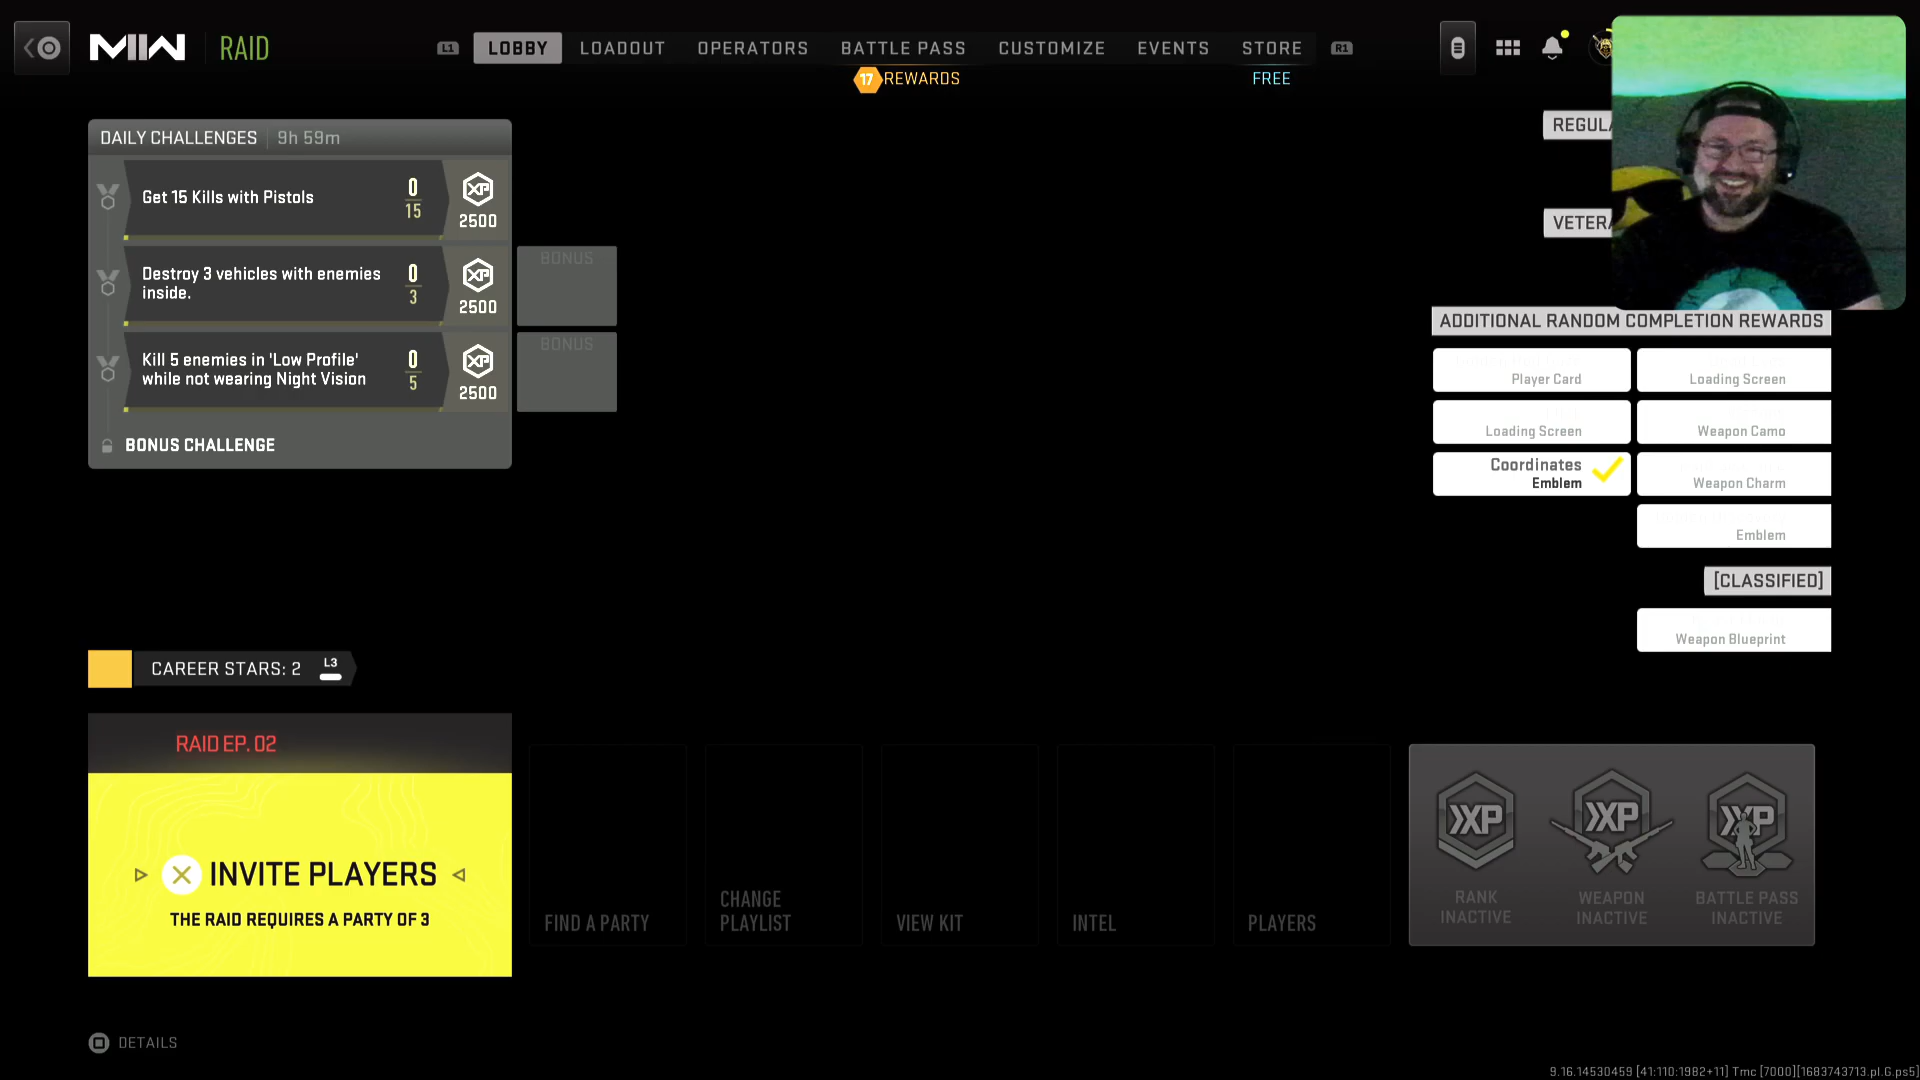 MW RAID
L1 LOBBY LOADOUT OPERATORS BATTLE PASS CUSTOMIZE EVENTS STORE R1
17 REWARDS
FREE
DAILY CHALLENGES 9h 59m
Get 15 Kills with Pistols
0
15
XP
2500
Destroy 3 vehicles with enemies
inside.
0
3
XP
2500
BONUS
Kill 5 enemies in 'Low Profile'
while not wearing Night Vision
0
5
XP
2500
BONUS
BONUS CHALLENGE
REGULA
VETERA
ADDITIONAL RANDOM COMPLETION REWARDS
Player Card
Loading Screen
Loading Screen
Weapon Camo
Coordinates
Emblem
Weapon Charm
Emblem
[CLASSIFIED]
Weapon Blueprint
CAREER STARS: 2 L3
RAID EP. 02
INVITE PLAYERS
THE RAID REQUIRES A PARTY OF 3
FIND A PARTY
CHANGE
PLAYLIST
VIEW KIT
INTEL
PLAYERS
XP
RANK
INACTIVE
XP
WEAPON
INACTIVE
XP
BATTLE PASS
INACTIVE
DETAILS
9.16.14530459 [41:110:1982+11] Tmc [7000][1683743713.pl.G.ps5]